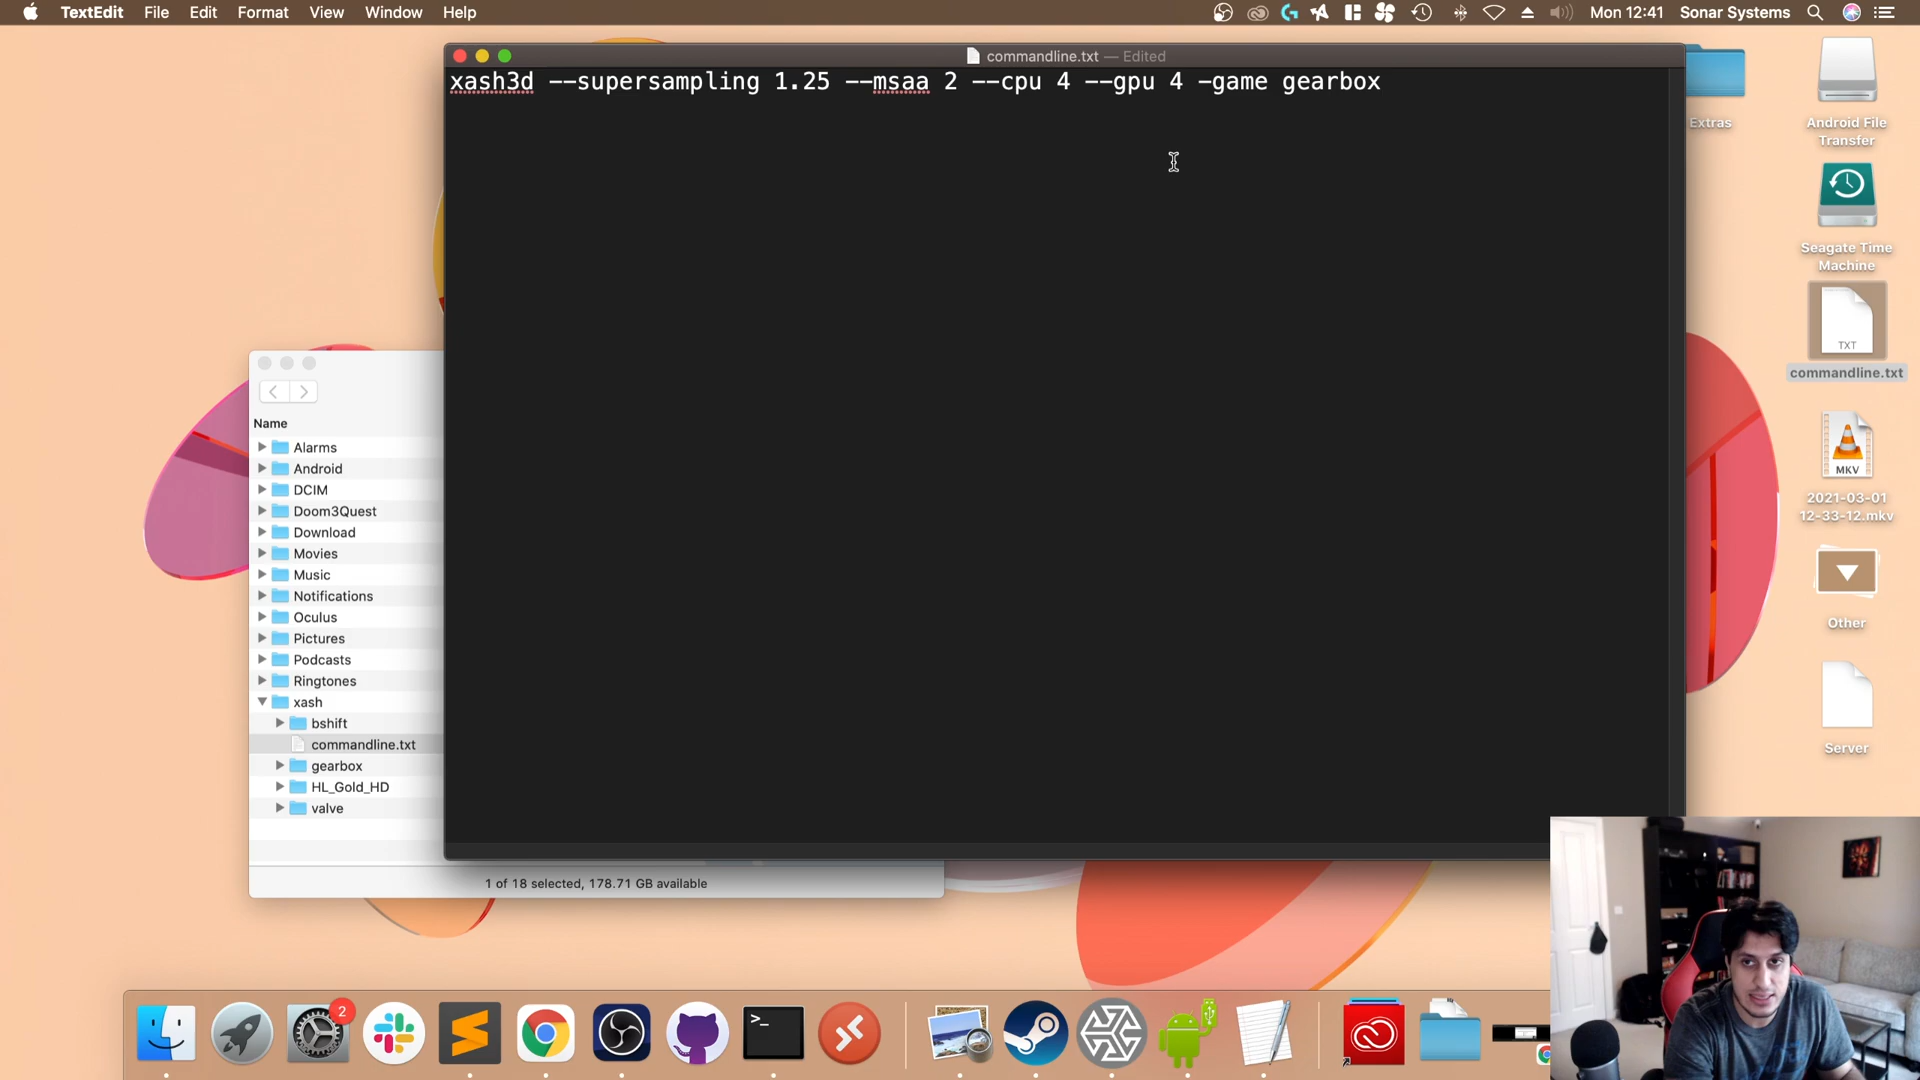 TextEdit File Edit Format View Window Help Mon 12:41 Sonar Systems
commandline.txt — Edited
xash3d --supersampling 1.25 --msaa 2 --cpu 4 --gpu 4 -game gearbox
Extras
Android File
Transfer
Seagate Time
Machine
TXT
commandline.txt
MKV
2021-03-01
12-33-12.mkv
Other
Server
Name
Alarms
Android
DCIM
Doom3Quest
Download
Movies
Music
Notifications
Oculus
Pictures
Podcasts
Ringtones
xash
bshift
commandline.txt
gearbox
HL_Gold_HD
valve
1 of 18 selected, 178.71 GB available
2
>_